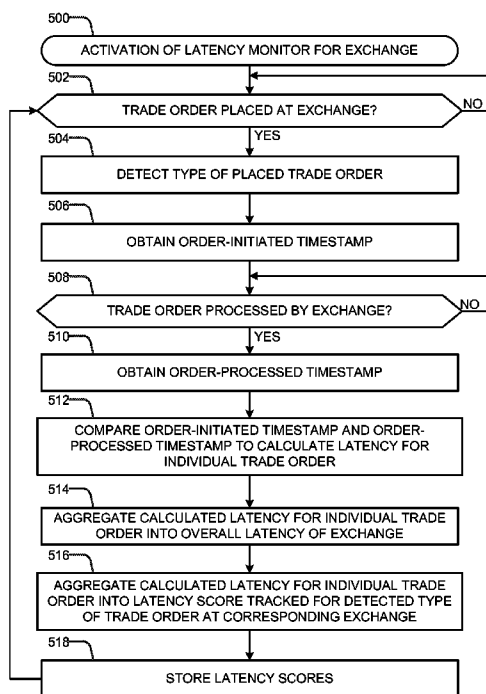 500
ACTIVATION OF LATENCY MONITOR FOR EXCHANGE
502
TRADE ORDER PLACED AT EXCHANGE?
NO
YES
504
DETECT TYPE OF PLACED TRADE ORDER
506
OBTAIN ORDER-INITIATED TIMESTAMP
508
TRADE ORDER PROCESSED BY EXCHANGE?
NO
YES
510
OBTAIN ORDER-PROCESSED TIMESTAMP
512
COMPARE ORDER-INITIATED TIMESTAMP AND ORDER-
PROCESSED TIMESTAMP TO CALCULATE LATENCY FOR
INDIVIDUAL TRADE ORDER
514
AGGREGATE CALCULATED LATENCY FOR INDIVIDUAL TRADE
ORDER INTO OVERALL LATENCY OF EXCHANGE
516
AGGREGATE CALCULATED LATENCY FOR INDIVIDUAL TRADE
ORDER INTO LATENCY SCORE TRACKED FOR DETECTED TYPE
OF TRADE ORDER AT CORRESPONDING EXCHANGE
518
STORE LATENCY SCORES